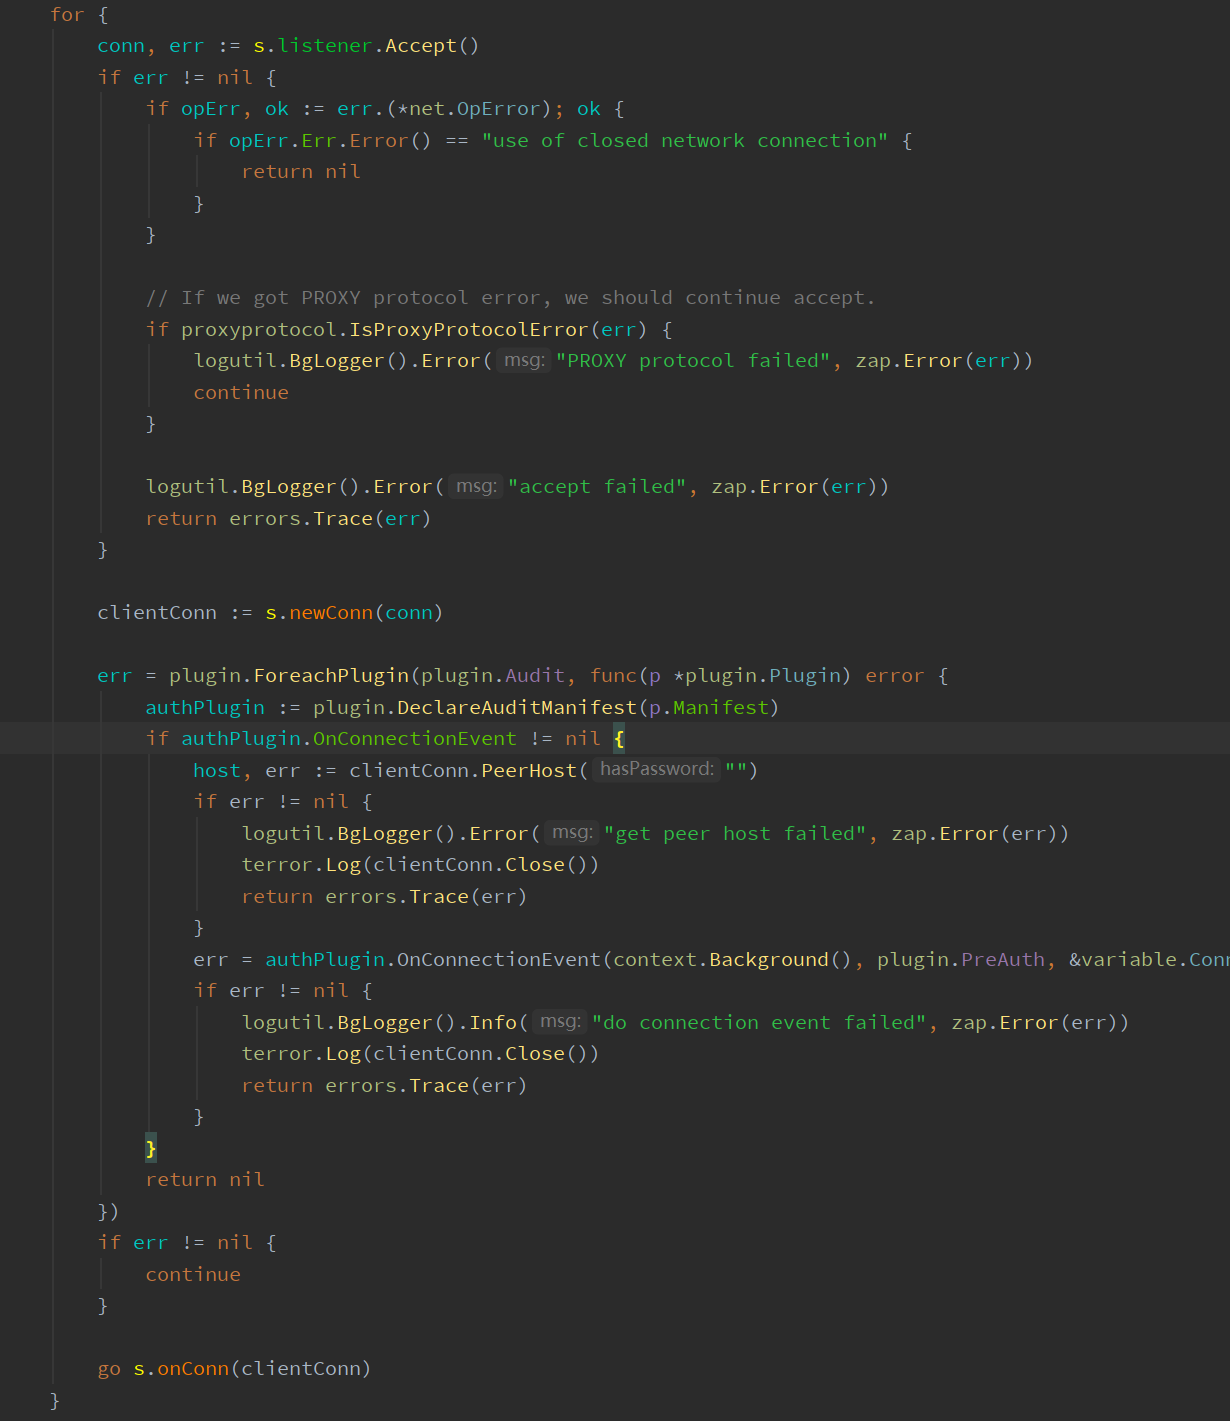 for {
conn, err := s.listener.Accept()
if err != nil {
if opErr, ok := err.(*net.OpError); ok {
if opErr.Err.Error() == "use of closed network connection" {
return nil
}
}
// If we got PROXY protocol error, we should continue accept.
if proxyprotocol.IsProxyProtocolError(err) {
logutil.BgLogger().Error( msg: "PROXY protocol failed", zap.Error(err))
continue
}
logutil.BgLogger().Error( msg: "accept failed", zap.Error(err))
return errors.Trace(err)
}
clientConn := s.newConn(conn)
err = plugin.ForeachPlugin(plugin.Audit, func(p *plugin.Plugin) error {
authPlugin := plugin.DeclareAuditManifest(p.Manifest)
if authPlugin.OnConnectionEvent != nil {
host, err := clientConn.PeerHost( hasPassword: "")
if err != nil {
logutil.BgLogger().Error( msg: "get peer host failed", zap.Error(err))
terror.Log(clientConn.Close())
return errors.Trace(err)
}
err = authPlugin.OnConnectionEvent(context.Background(), plugin.PreAuth, &variable.Conn
if err != nil {
logutil.BgLogger().Info( msg: "do connection event failed", zap.Error(err))
terror.Log(clientConn.Close())
return errors.Trace(err)
}
}
return nil
})
if err != nil {
continue
}
go s.onConn(clientConn)
}